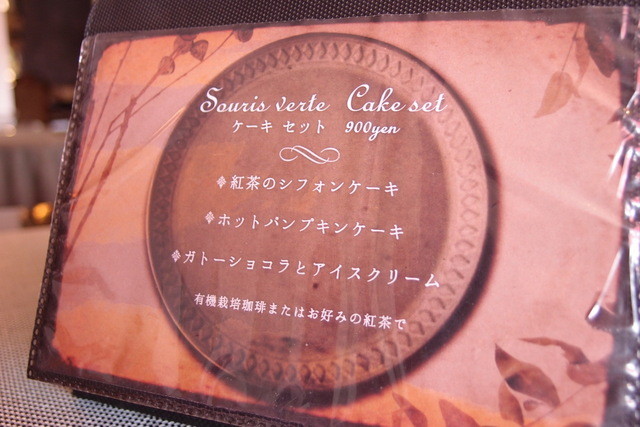 Souris verte Cake set
ケーキ セット 900yen
紅茶のシフォンケーキ
ホットパンプキンケーキ
ガトーショコラとアイスクリーム
有機栽培珈琲またはお好みの紅茶で